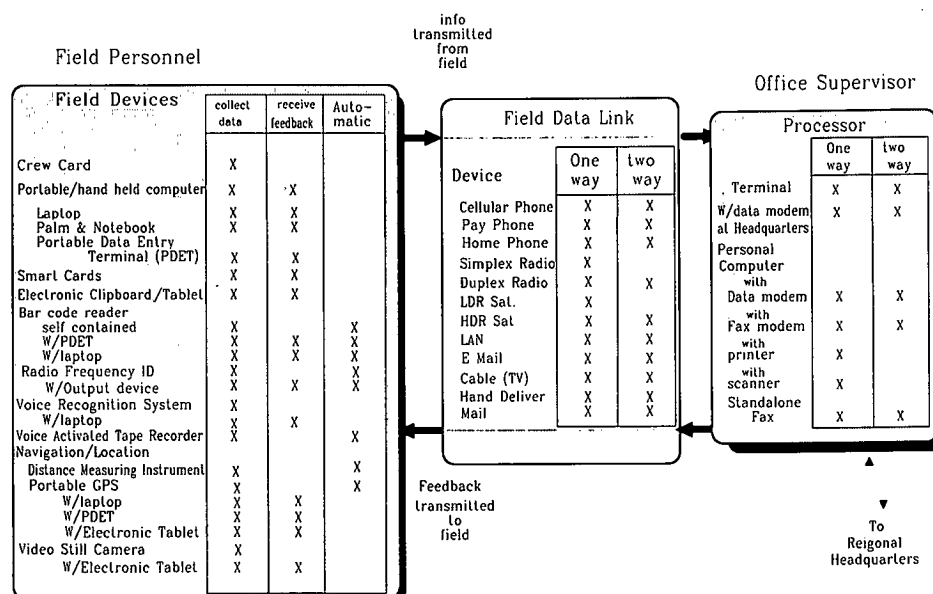 info
transmitted
from
field
Field Personnel
Office Supervisor
Field Devices
collect
data
receive
feedback
Auto-
matic
Crew Card X
Portable/hand held computer X X
Laptop X X
Palm & Notebook X X
Portable Data Entry
Terminal (PDET) X X
Smart Cards X X
Electronic Clipboard/Tablet X X
Bar code reader
self contained X X
W/PDET X X X
W/laptop X X X
Radio Frequency ID X X
W/Output device X X X
Voice Recognition System X
W/laptop X X
Voice Activated Tape Recorder X X
Navigation/Location
Distance Measuring Instrument X X
Portable GPS X X
W/laptop X X
W/PDET X X
W/Electronic Tablet X X
Video Still Camera X
W/Electronic Tablet X X
Field Data Link
Device
One
way
two
way
Cellular Phone X X
Pay Phone X X
Home Phone X X
Simplex Radio X
Duplex Radio X X
LDR Sat. X
HDR Sat X X
LAN X X
E Mail X X
Cable (TV) X X
Hand Deliver X X
Mail X X
Processor
One
way
two
way
Terminal X X
W/data modem X X
at Headquarters
Personal
Computer
with
Data modem X X
with
Fax modem X X
with
printer X
with
scanner X
Standalone
Fax X X
Feedback
transmitted
to
field
To
Reigonal
Headquarters